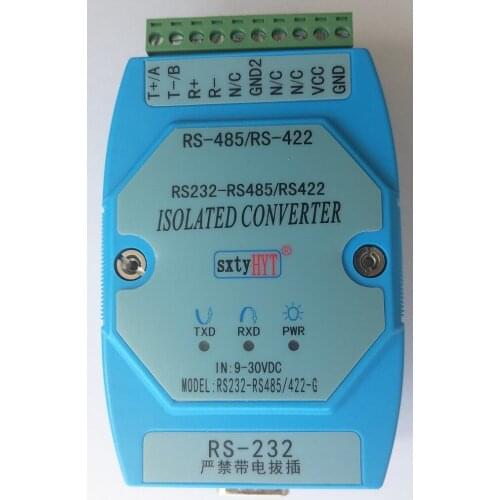 T+/A T-/B R+ R- N/C GND2 N/C N/C VCC GND
RS-485/RS-422
RS232-RS485/RS422
ISOLATED CONVERTER
sxtyHYT®
TXD RXD PWR
IN:9-30VDC
MODEL:RS232-RS485/422-G
RS-232
严禁带电拔插